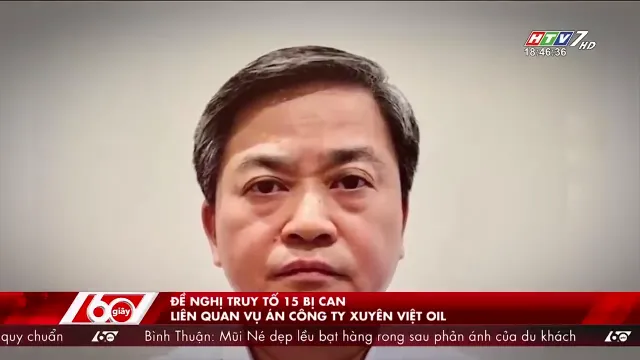 HTV7 HD
18:46:36
60 giây
ĐỀ NGHỊ TRUY TỐ 15 BỊ CAN
LIÊN QUAN VỤ ÁN CÔNG TY XUYÊN VIỆT OIL
quy chuẩn 60 Bình Thuận: Mũi Né dẹp lều bạt hàng rong sau phản ánh của du khách 60